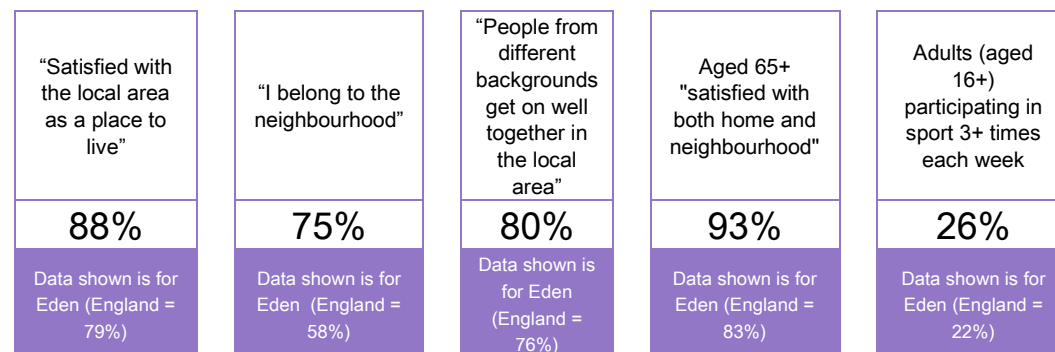 “Satisfied with
the local area
as a place to
live”
88%
Data shown is for
Eden (England =
79%)
“I belong to the
neighbourhood”
75%
Data shown is for
Eden (England =
58%)
“People from
different
backgrounds
get on well
together in
the local
area”
80%
Data shown is
for Eden
(England =
76%)
Aged 65+
"satisfied with
both home and
neighbourhood"
93%
Data shown is for
Eden (England =
83%)
Adults (aged
16+)
participating in
sport 3+ times
each week
26%
Data shown is for
Eden (England =
22%)